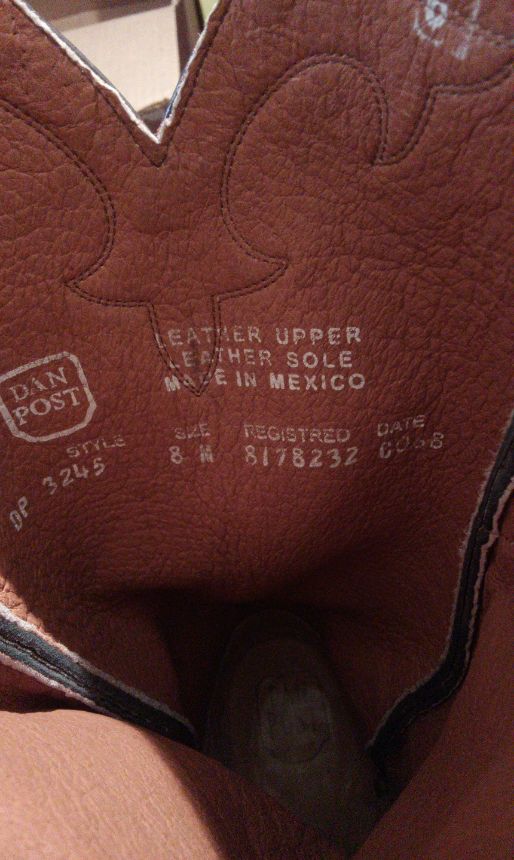 LEATHER UPPER
LEATHER SOLE
MADE IN MEXICO
DAN
POST
STYLE SIZE REGISTRED DATE
DP 3245 8 M 8178232